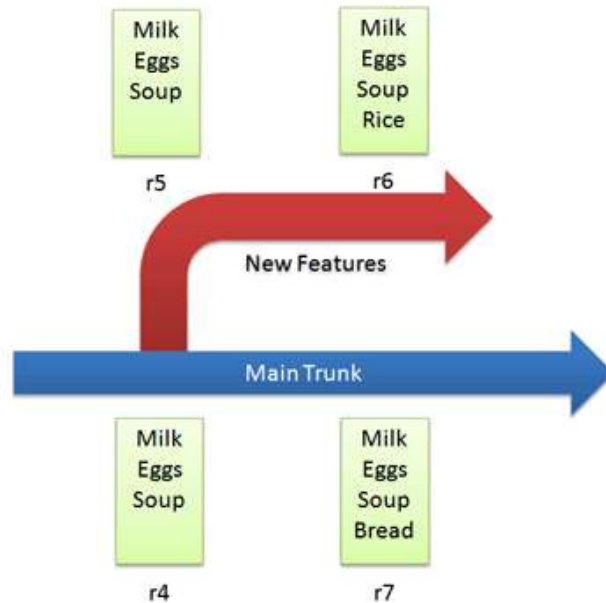 Milk
Eggs
Soup
r5
Milk
Eggs
Soup
Rice
r6
New Features
Main Trunk
Milk
Eggs
Soup
r4
Milk
Eggs
Soup
Bread
r7